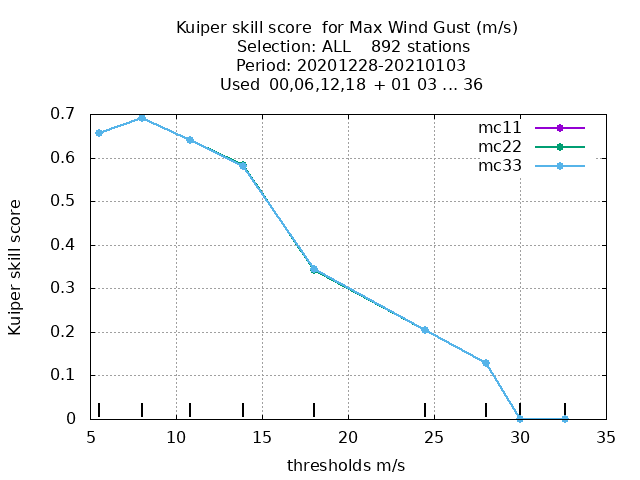 Kuiper skill score for Max Wind Gust (m/s)
Selection: ALL 892 stations
Period: 20201228-20210103
Used 00,06,12,18 + 01 03 ... 36
mc11
mc22
mc33
Kuiper skill score
0.7
0.6
0.5
0.4
0.3
0.2
0.1
0
5 10 15 20 25 30 35
thresholds m/s